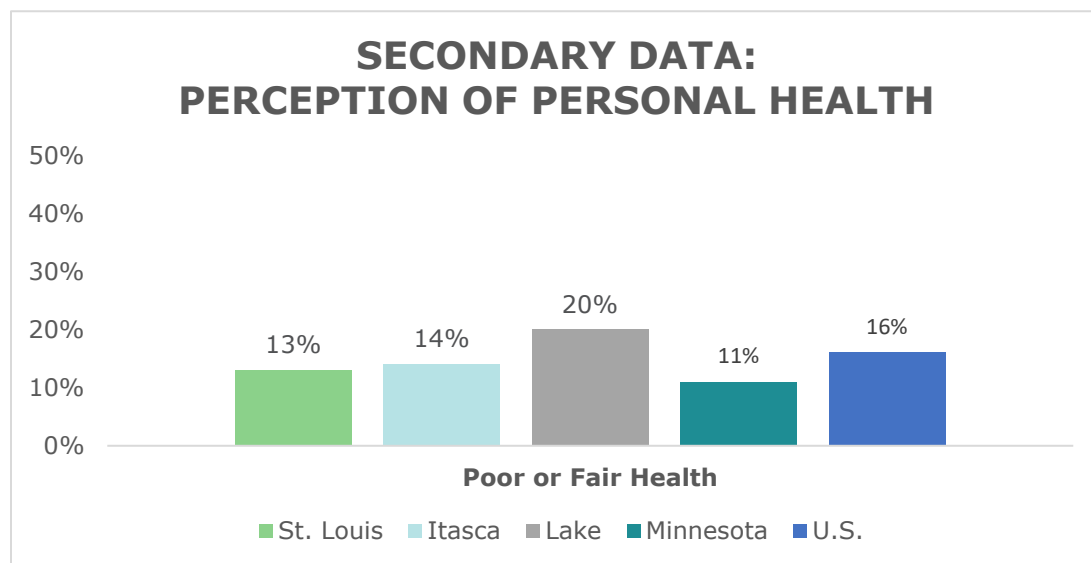 SECONDARY DATA:
PERCEPTION OF PERSONAL HEALTH
50%
40%
30%
20%
10%
0%
13%
14%
20%
11%
16%
Poor or Fair Health
St. Louis Itasca Lake Minnesota U.S.